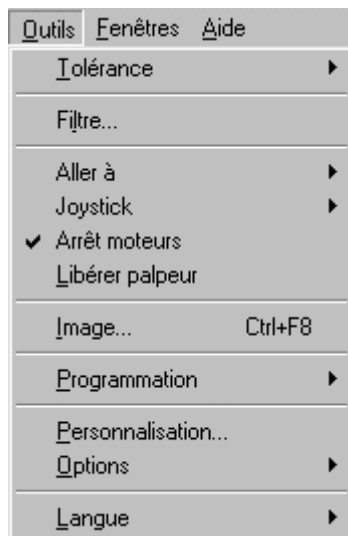 Outils Fenêtres Aide
Tolérance
Filtre...
Aller à
Joystick
Arrêt moteurs
Libérer palpeur
Image... Ctrl+F8
Programmation
Personnalisation...
Options
Langue